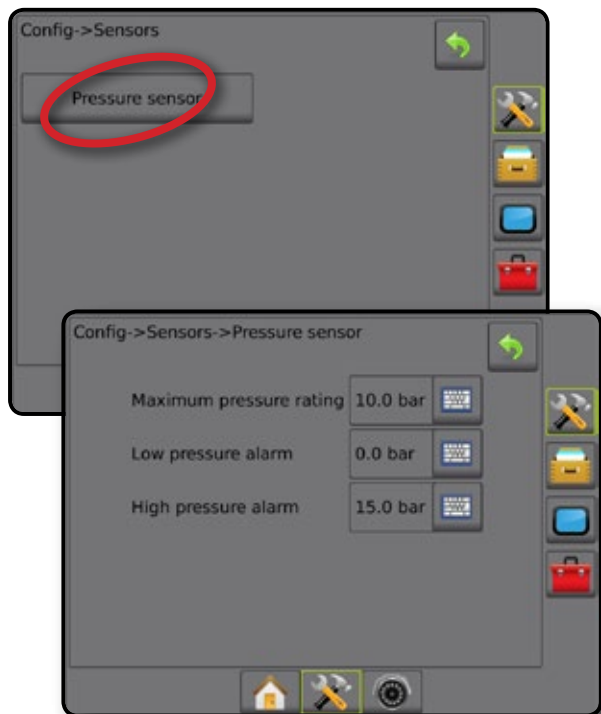 Config->Sensors
Pressure sensor
Config->Sensors->Pressure sensor
Maximum pressure rating 10.0 bar
Low pressure alarm 0.0 bar
High pressure alarm 15.0 bar